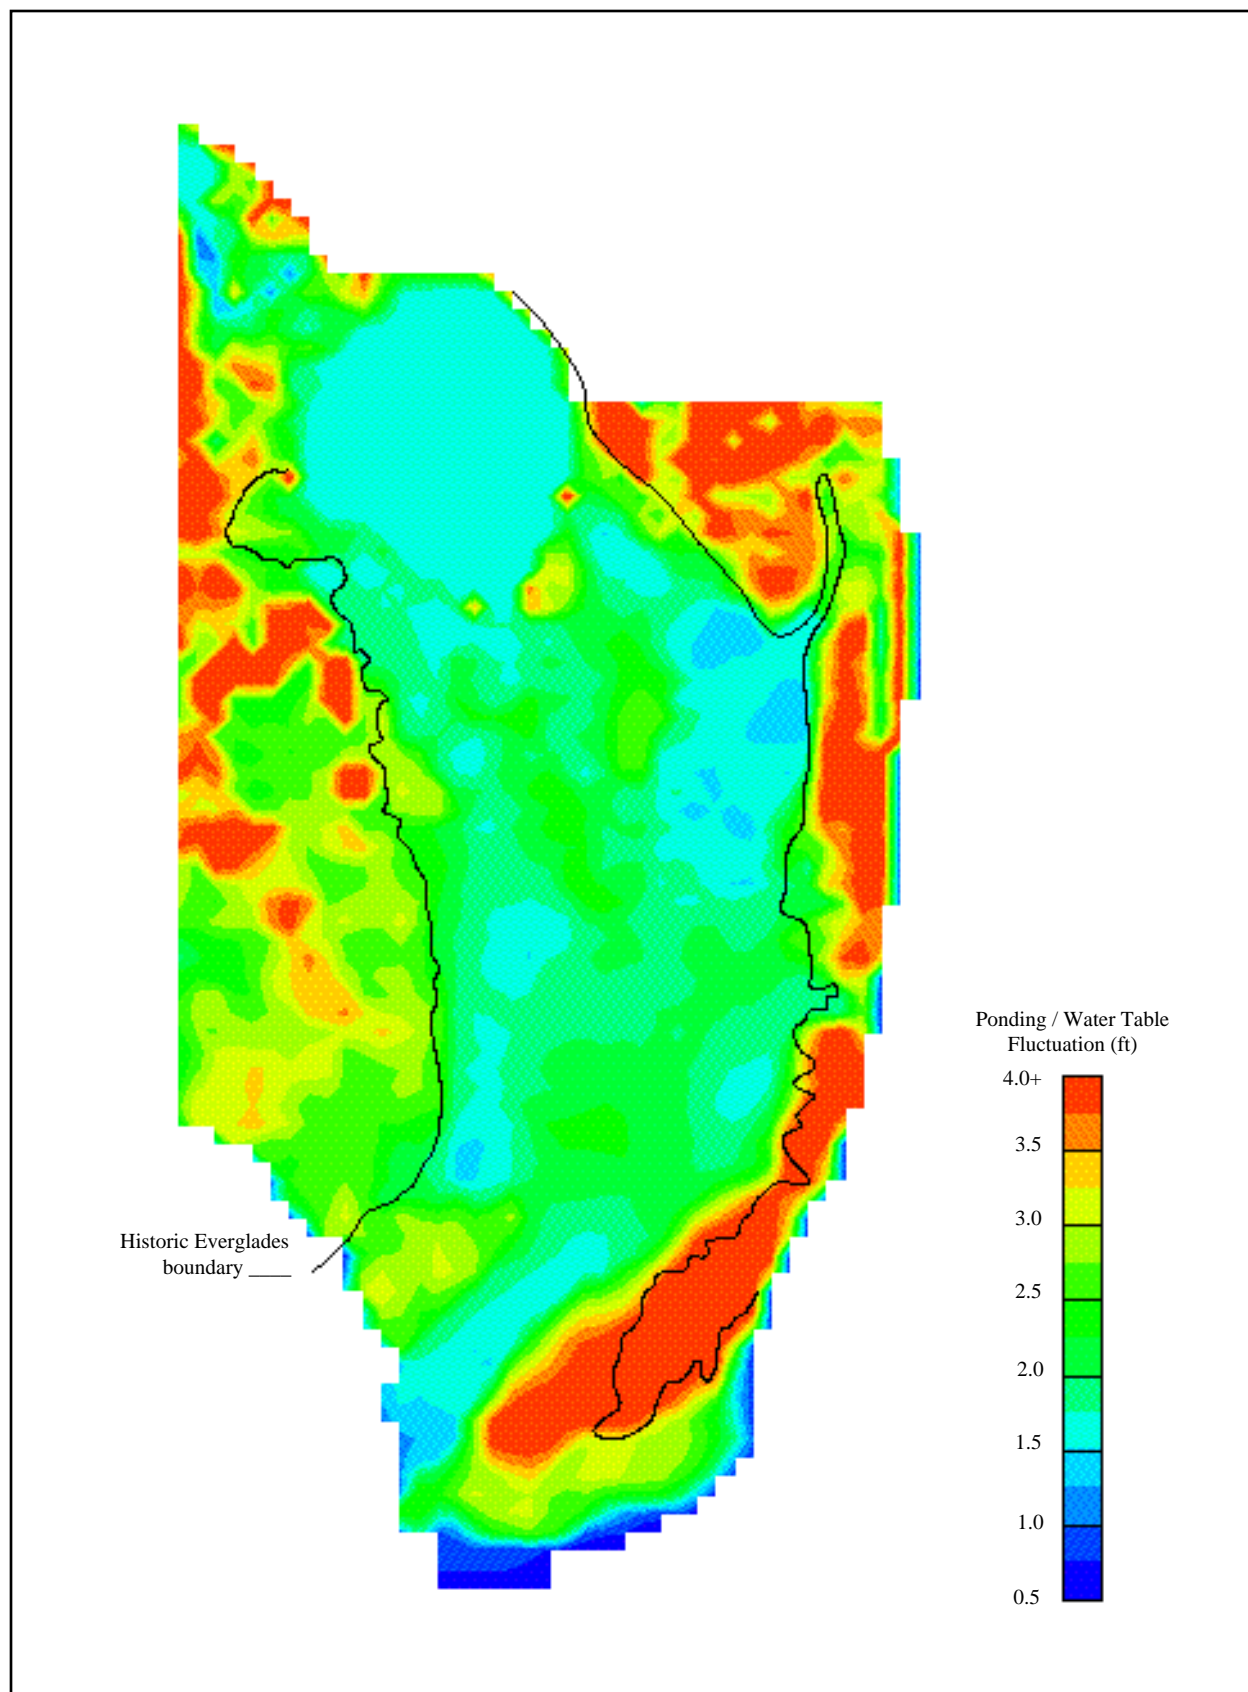 Ponding / Water Table
Fluctuation (ft)
4.0+
3.5
3.0
2.5
2.0
1.5
1.0
0.5
Historic Everglades
boundary ____